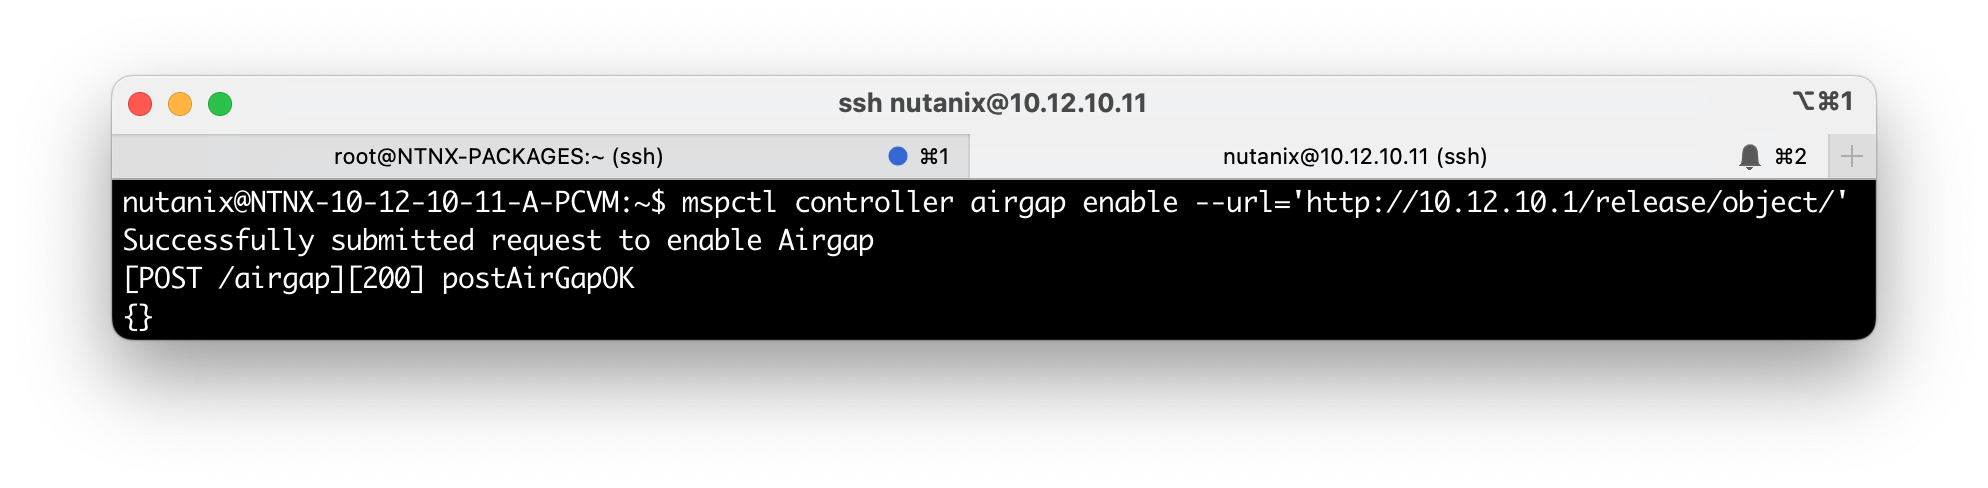 ssh nutanix@10.12.10.11
⌥⌘1
root@NTNX-PACKAGES:~ (ssh)
⌘1
nutanix@10.12.10.11 (ssh)
⌘2
nutanix@NTNX-10-12-10-11-A-PCVM:~$ mspctl controller airgap enable --url='http://10.12.10.1/release/object/'
Successfully submitted request to enable Airgap
[POST /airgap][200] postAirGapOK
{}